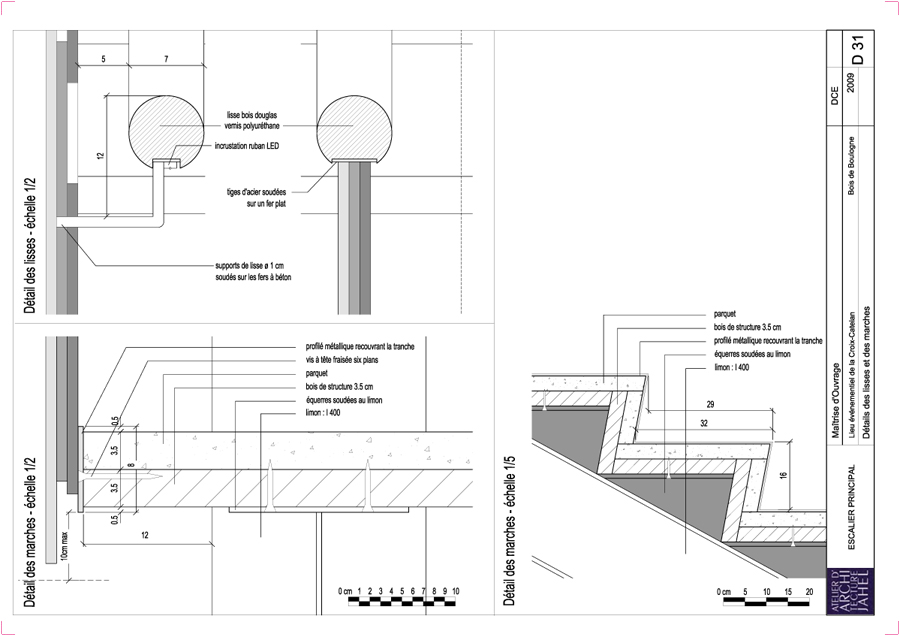 Détail des lisses - échelle 1/2
5
7
12
lisse bois douglas
vernis polyuréthane
incrustation ruban LED
tiges d'acier soudées
sur un fer plat
supports de lisse ø 1 cm
soudés sur les fers à béton
Détail des marches - échelle 1/2
profilé métallique recouvrant la tranche
vis à tête fraisée six plans
parquet
bois de structure 3.5 cm
équerres soudées au limon
limon : I 400
0.5
3.5
8
3.5
0.5
12
10cm max
0 cm 1 2 3 4 5 6 7 8 9 10
Détail des marches - échelle 1/5
parquet
bois de structure 3.5 cm
profilé métallique recouvrant la tranche
équerres soudées au limon
limon : I 400
29
32
16
0 cm 5 10 15 20
DCE
2009
D 31
Maîtrise d'Ouvrage
Lieu événementiel de la Croix-Catelan
Bois de Boulogne
ESCALIER PRINCIPAL
Détails des lisses et des marches
ATELIER D'
ARCHI
TECTURE
JAHEL